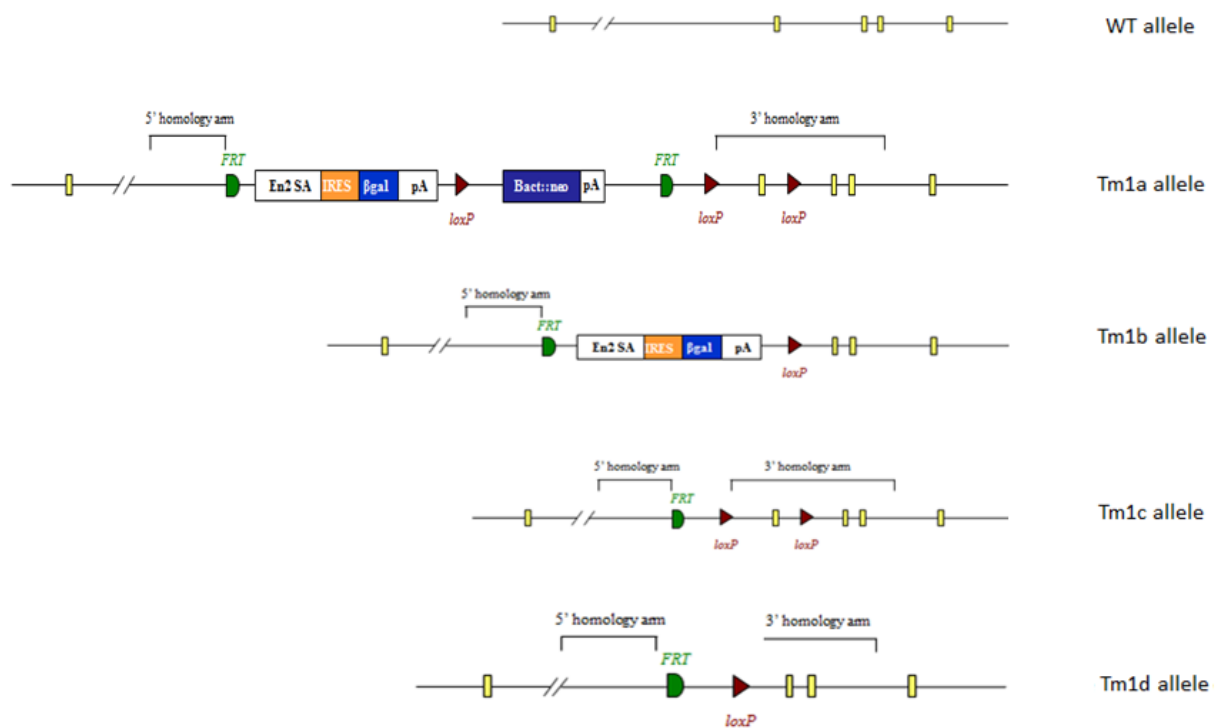 WT allele
5' homology arm
3' homology arm
FRT
FRT
En2 SA IRES βgal pA
Bact::neo pA
Tm1a allele
loxP
loxP
loxP
5' homology arm
FRT
En2 SA IRES βgal pA
Tm1b allele
loxP
5' homology arm
3' homology arm
FRT
Tm1c allele
loxP
loxP
5' homology arm
3' homology arm
FRT
Tm1d allele
loxP